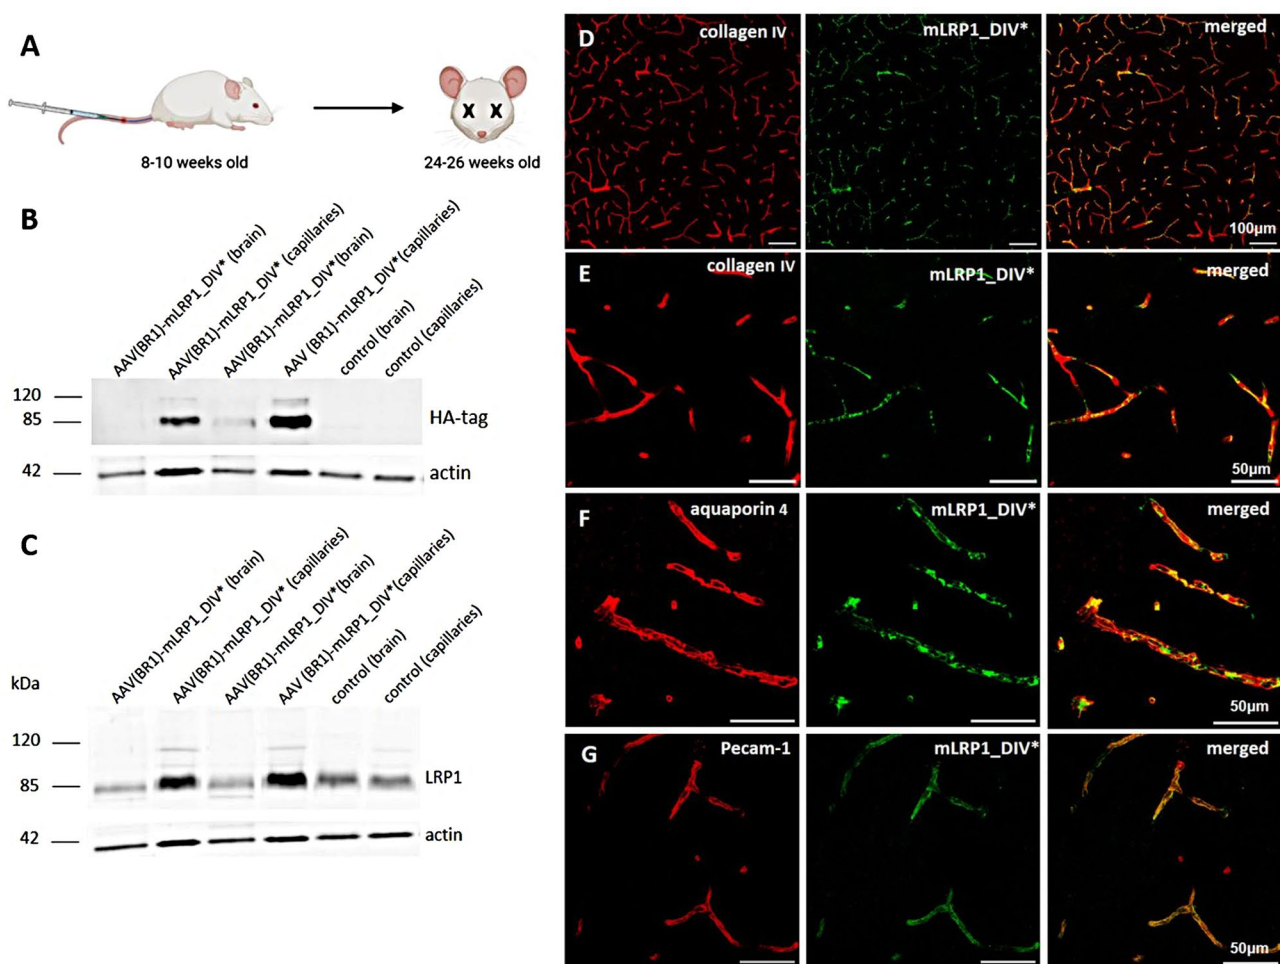 A
X X
8-10 weeks old
24-26 weeks old
B
AAV(BR1)-mLRP1_DIV* (brain)
AAV(BR1)-mLRP1_DIV* (capillaries)
AAV(BR1)-mLRP1_DIV* (brain)
AAV (BR1)-mLRP1_DIV*(capillaries)
control (brain)
control (capillaries)
120
85
HA-tag
42
actin
C
AAV(BR1)-mLRP1_DIV* (brain)
AAV(BR1)-mLRP1_DIV* (capillaries)
AAV(BR1)-mLRP1_DIV*(brain)
AAV (BR1)-mLRP1_DIV*(capillaries)
control (brain)
control (capillaries)
kDa
120
85
LRP1
42
actin
D
collagen IV
mLRP1_DIV*
merged
100µm
E
collagen IV
mLRP1_DIV*
merged
50µm
F
aquaporin 4
mLRP1_DIV*
merged
50µm
G
Pecam-1
mLRP1_DIV*
merged
50µm